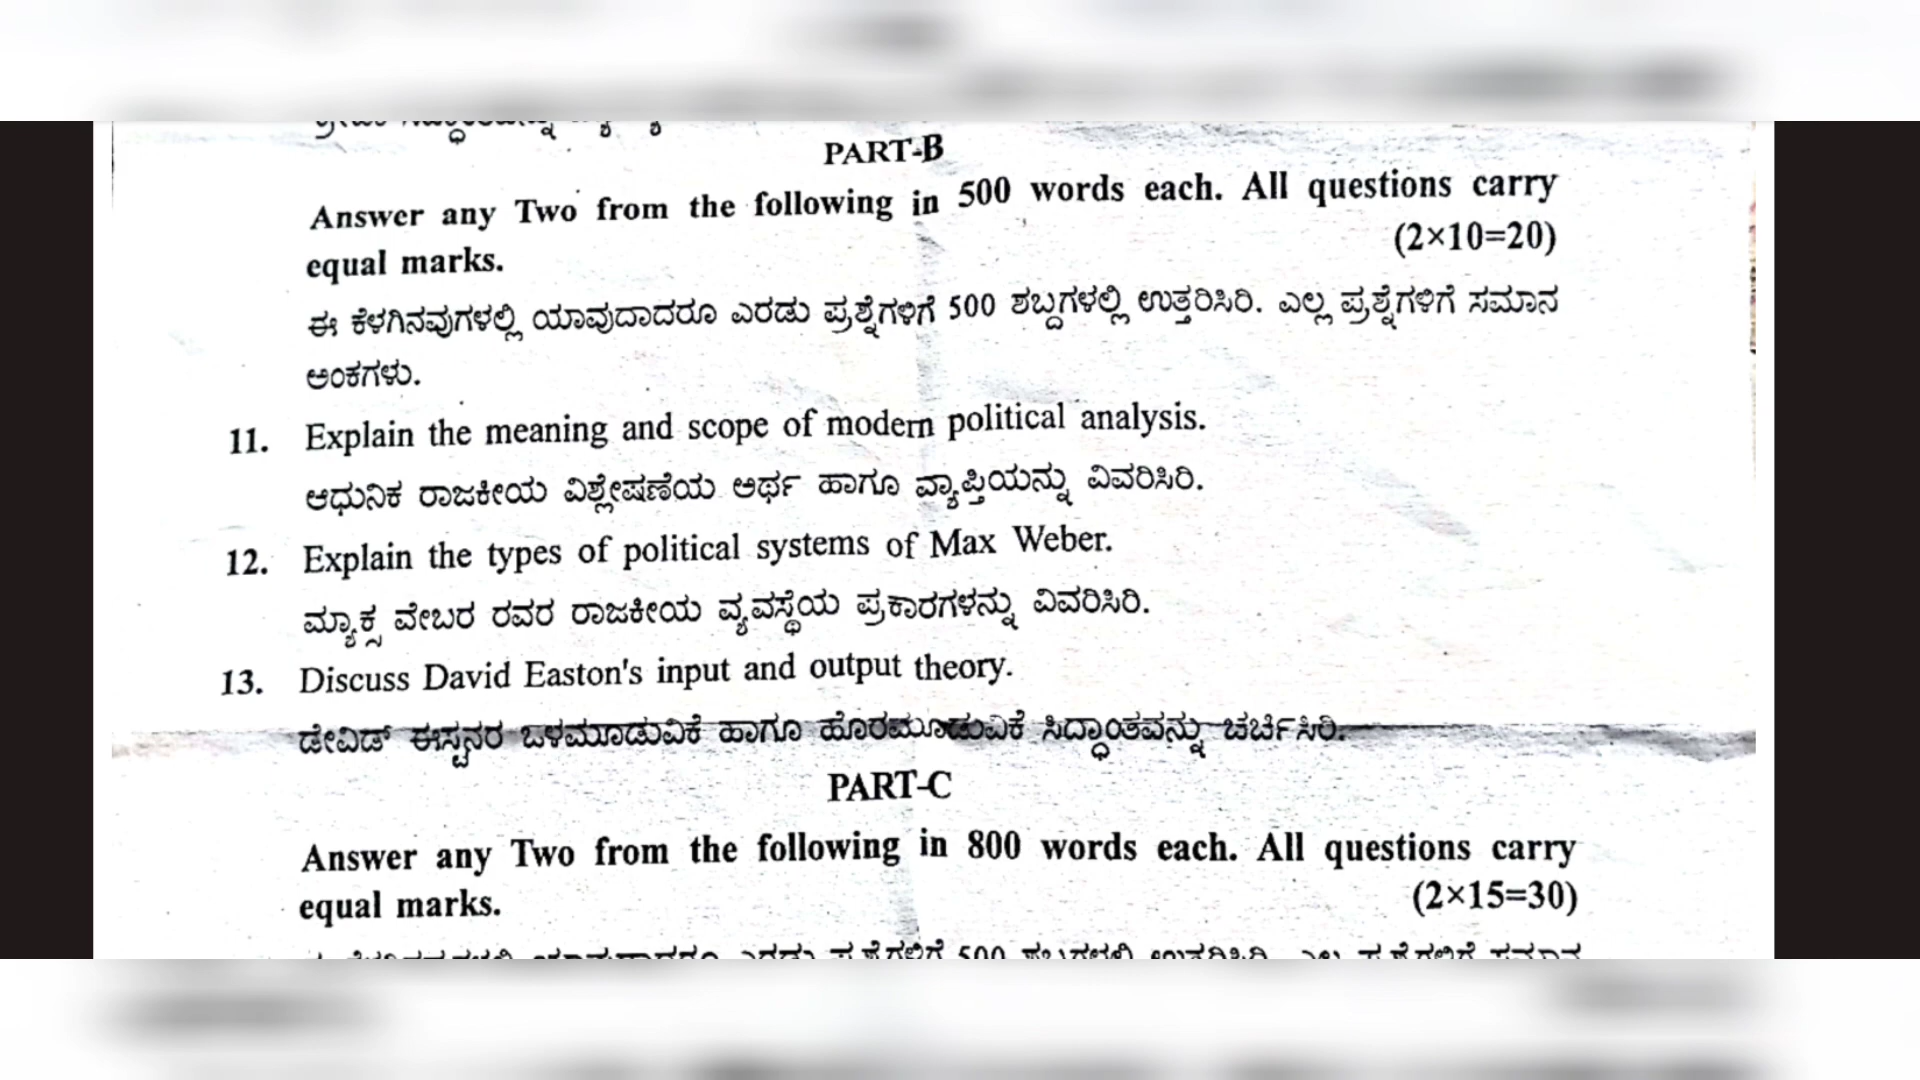 PART-B
Answer any Two from the following in 500 words each. All questions carry
equal marks. (2×10=20)
ಈ ಕೆಳಗಿನವುಗಳಲ್ಲಿ ಯಾವುದಾದರೂ ಎರಡು ಪ್ರಶ್ನೆಗಳಿಗೆ 500 ಶಬ್ದಗಳಲ್ಲಿ ಉತ್ತರಿಸಿರಿ. ಎಲ್ಲ ಪ್ರಶ್ನೆಗಳಿಗೆ ಸಮಾನ
ಅಂಕಗಳು.
11. Explain the meaning and scope of modern political analysis.
ಆಧುನಿಕ ರಾಜಕೀಯ ವಿಶ್ಲೇಷಣೆಯ ಅರ್ಥ ಹಾಗೂ ವ್ಯಾಪ್ತಿಯನ್ನು ವಿವರಿಸಿರಿ.
12. Explain the types of political systems of Max Weber.
ಮ್ಯಾಕ್ಸ ವೇಬರ ರವರ ರಾಜಕೀಯ ವ್ಯವಸ್ಥೆಯ ಪ್ರಕಾರಗಳನ್ನು ವಿವರಿಸಿರಿ.
13. Discuss David Easton's input and output theory.
ಡೇವಿಡ್ ಈಸ್ಟನರ ಒಳಮಾಡುವಿಕೆ ಹಾಗೂ ಹೊರಮೂಡುವಿಕೆ ಸಿದ್ಧಾಂತವನ್ನು ಚರ್ಚಿಸಿರಿ.
PART-C
Answer any Two from the following in 800 words each. All questions carry
equal marks. (2×15=30)